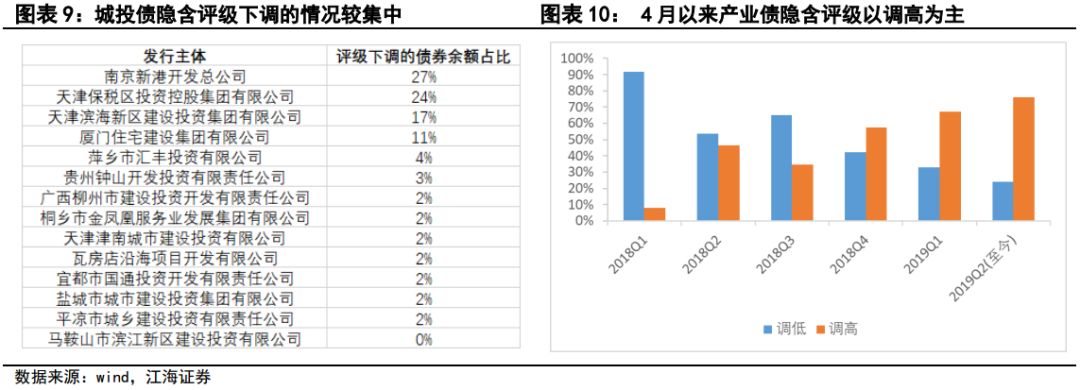 图表 9：城投债隐含评级下调的情况较集中
发行主体 评级下调的债券余额占比
南京新港开发总公司 27%
天津保税区投资控股集团有限公司 24%
天津滨海新区建设投资集团有限公司 17%
厦门住宅建设集团有限公司 11%
萍乡市汇丰投资有限公司 4%
贵州钟山开发投资有限责任公司 3%
广西柳州市建设投资开发有限责任公司 2%
桐乡市金凤凰服务业发展集团有限公司 2%
天津津南城市建设投资有限公司 2%
瓦房店沿海项目开发有限公司 2%
宜都市国通投资开发有限责任公司 2%
盐城市城市建设投资集团有限公司 2%
平凉市城乡建设投资有限责任公司 2%
马鞍山市滨江新区建设投资有限公司 0%
图表 10： 4 月以来产业债隐含评级以调高为主
100%
90%
80%
70%
60%
50%
40%
30%
20%
10%
0%
2018Q1
2018Q2
2018Q3
2018Q4
2019Q1
2019Q2(至今)
调低 调高
数据来源：wind，江海证券